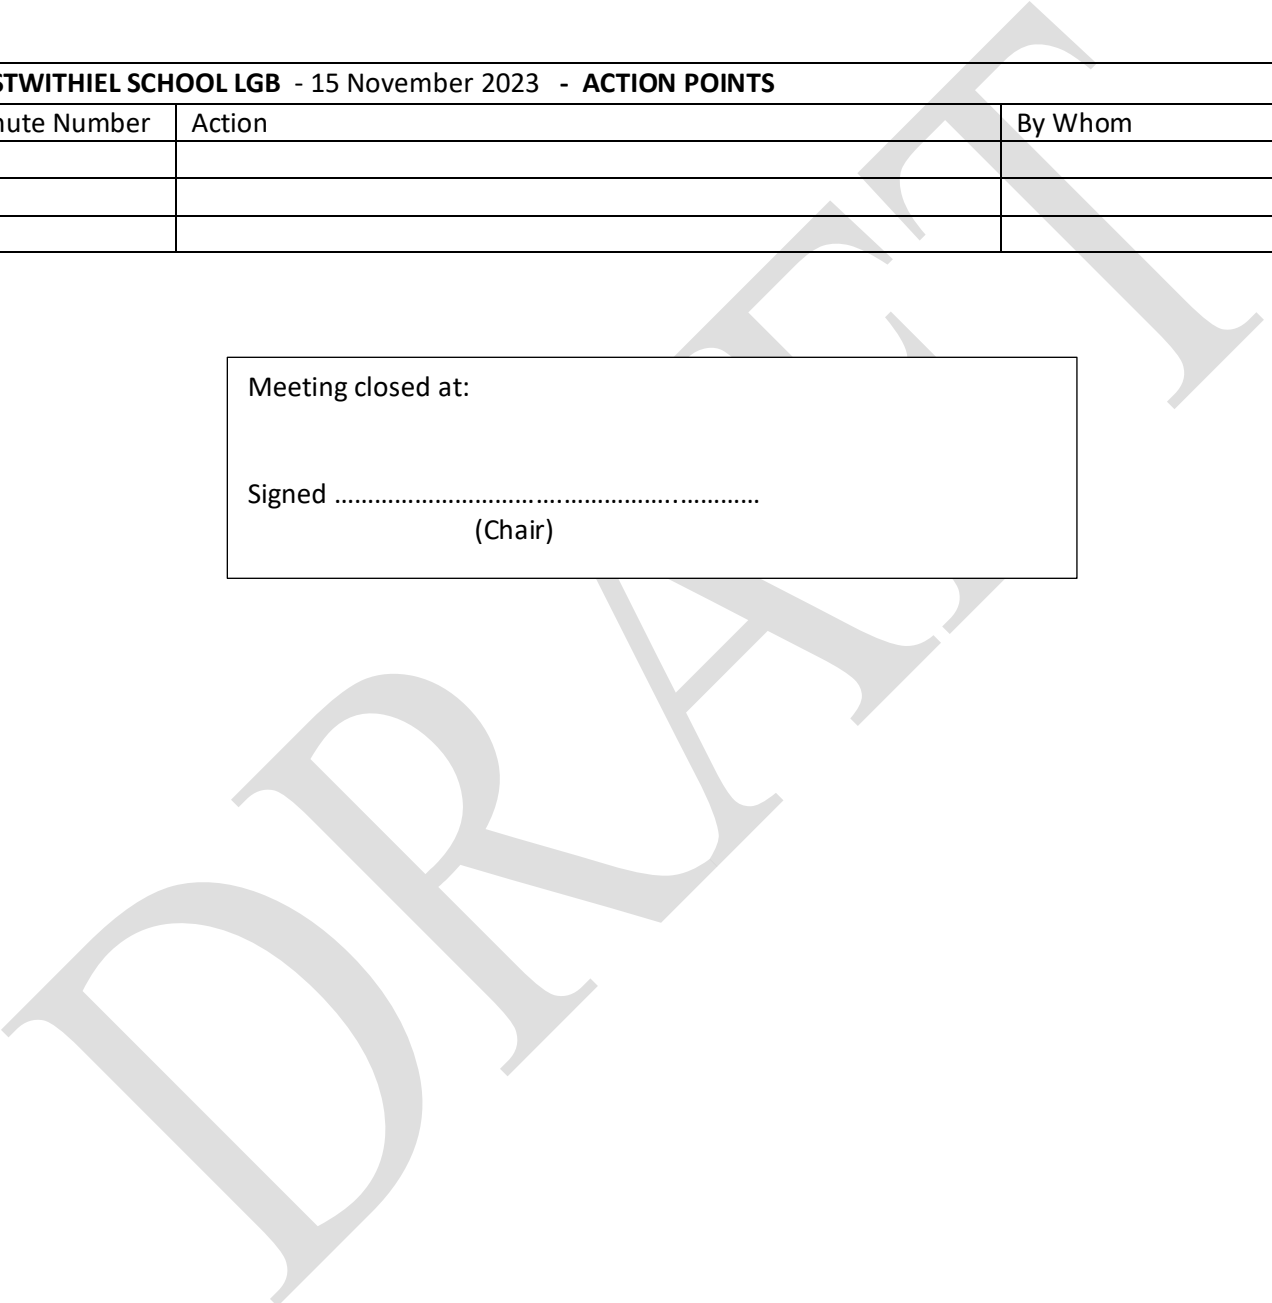 STWITHIEL SCHOOL LGB - 15 November 2023 - ACTION POINTS
nute Number Action By Whom
Meeting closed at:
Signed ………………………………………………………
(Chair)
DRAFT